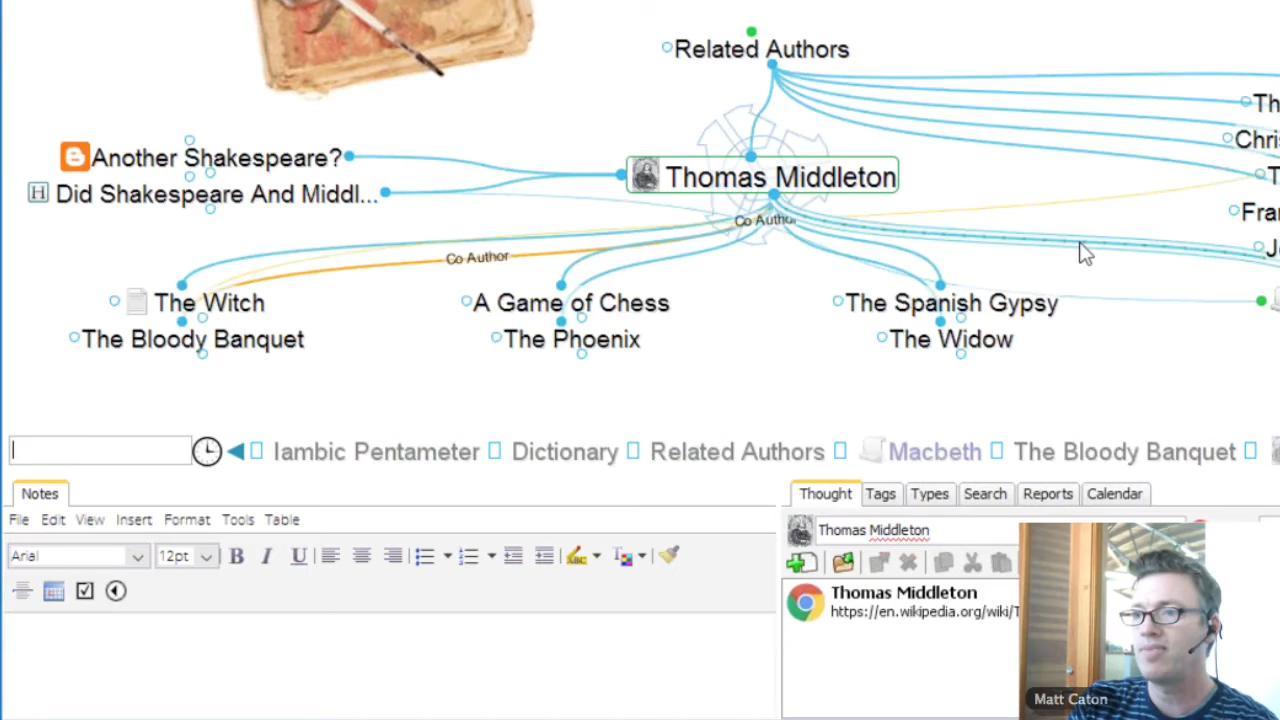 Related Authors
Th
Another Shakespeare?
Chris
Did Shakespeare And Middl...
Thomas Middleton
T
Co Author
Fran
Co Author
The Witch
A Game of Chess
The Spanish Gypsy
The Bloody Banquet
The Phoenix
The Widow
Iambic Pentameter Dictionary Related Authors Macbeth The Bloody Banquet
Notes
Thought Tags Types Search Reports Calendar
File Edit View Insert Format Tools Table
Thomas Middleton
Arial 12pt B I U
Thomas Middleton
https://en.wikipedia.org/wiki/T
Matt Caton